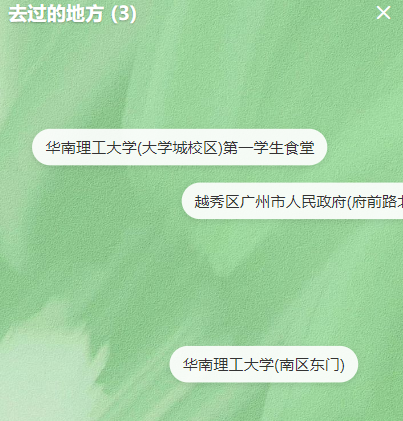 去过的地方 (3)
华南理工大学(大学城校区)第一学生食堂
越秀区广州市人民政府(府前路
华南理工大学(南区东门)